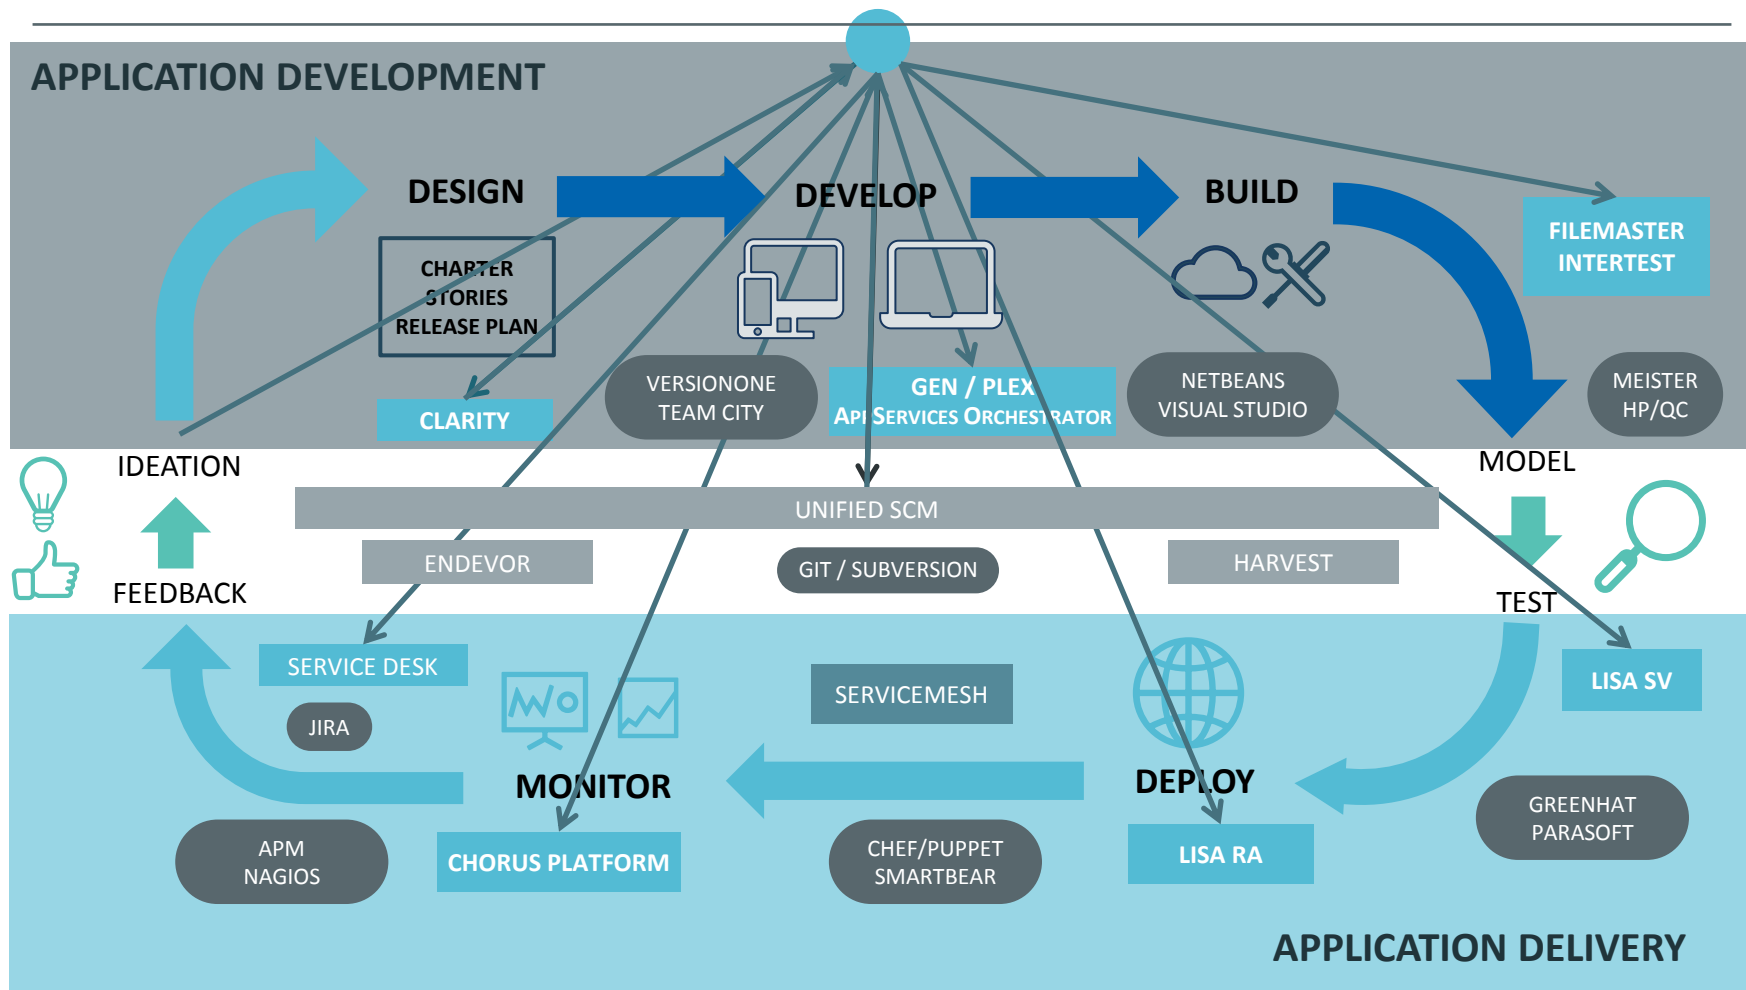 APPLICATION DEVELOPMENT
DESIGN
DEVELOP
BUILD
CHARTER
STORIES
RELEASE PLAN
FILEMASTER
INTERTEST
CLARITY
VERSIONONE
TEAM CITY
GEN / PLEX
APPSERVICES ORCHESTRATOR
NETBEANS
VISUAL STUDIO
MEISTER
HP/QC
IDEATION
MODEL
UNIFIED SCM
ENDEVOR
GIT / SUBVERSION
HARVEST
FEEDBACK
TEST
SERVICE DESK
JIRA
SERVICEMESH
LISA SV
MONITOR
DEPLOY
GREENHAT
PARASOFT
APM
NAGIOS
CHORUS PLATFORM
CHEF/PUPPET
SMARTBEAR
LISA RA
APPLICATION DELIVERY